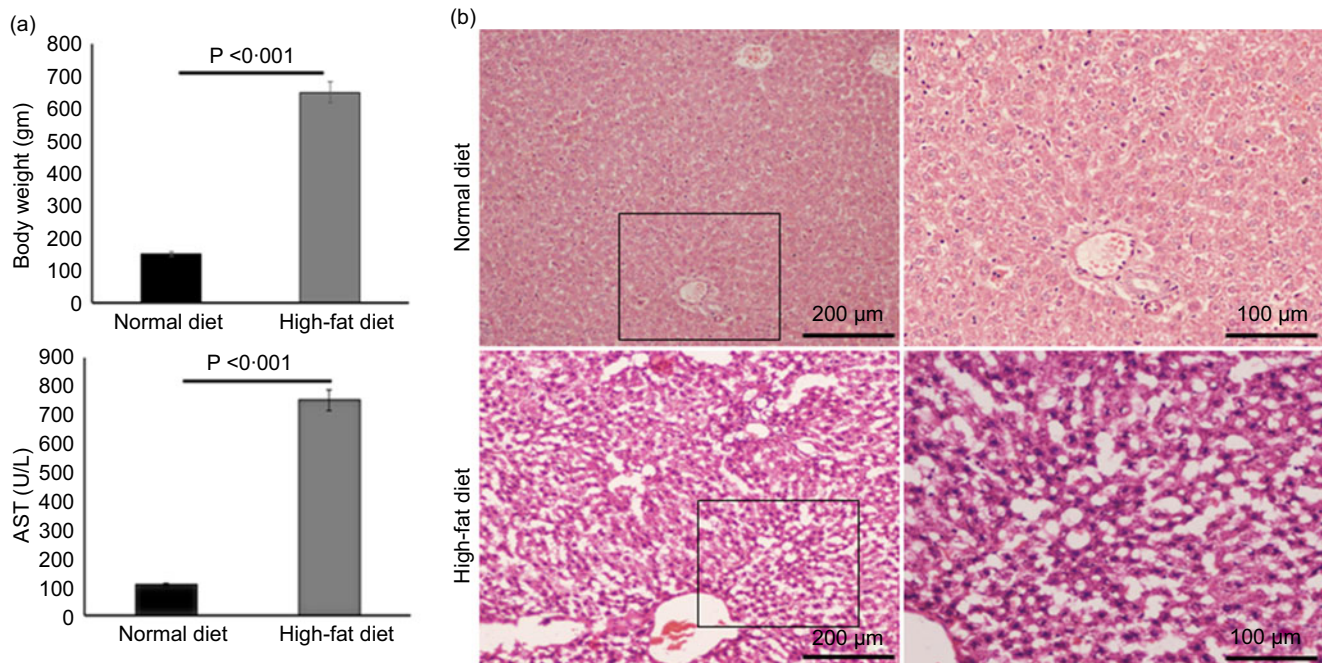 (a)
Body weight (gm)
800
700
600
500
400
300
200
100
0
P <0·001
Normal diet
High-fat diet
AST (U/L)
900
800
700
600
500
400
300
200
100
0
P <0·001
Normal diet
High-fat diet
(b)
Normal diet
200 µm
100 µm
High-fat diet
200 µm
100 µm